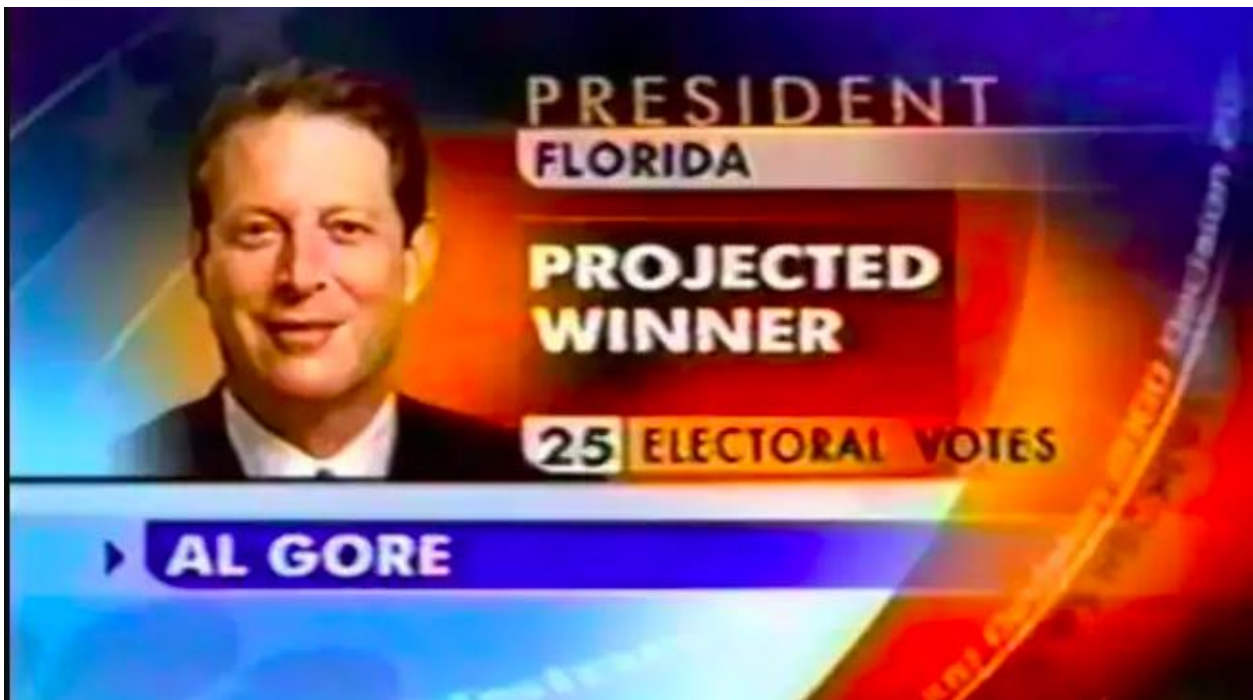 PRESIDENT
FLORIDA
PROJECTED
WINNER
25 ELECTORAL VOTES
AL GORE